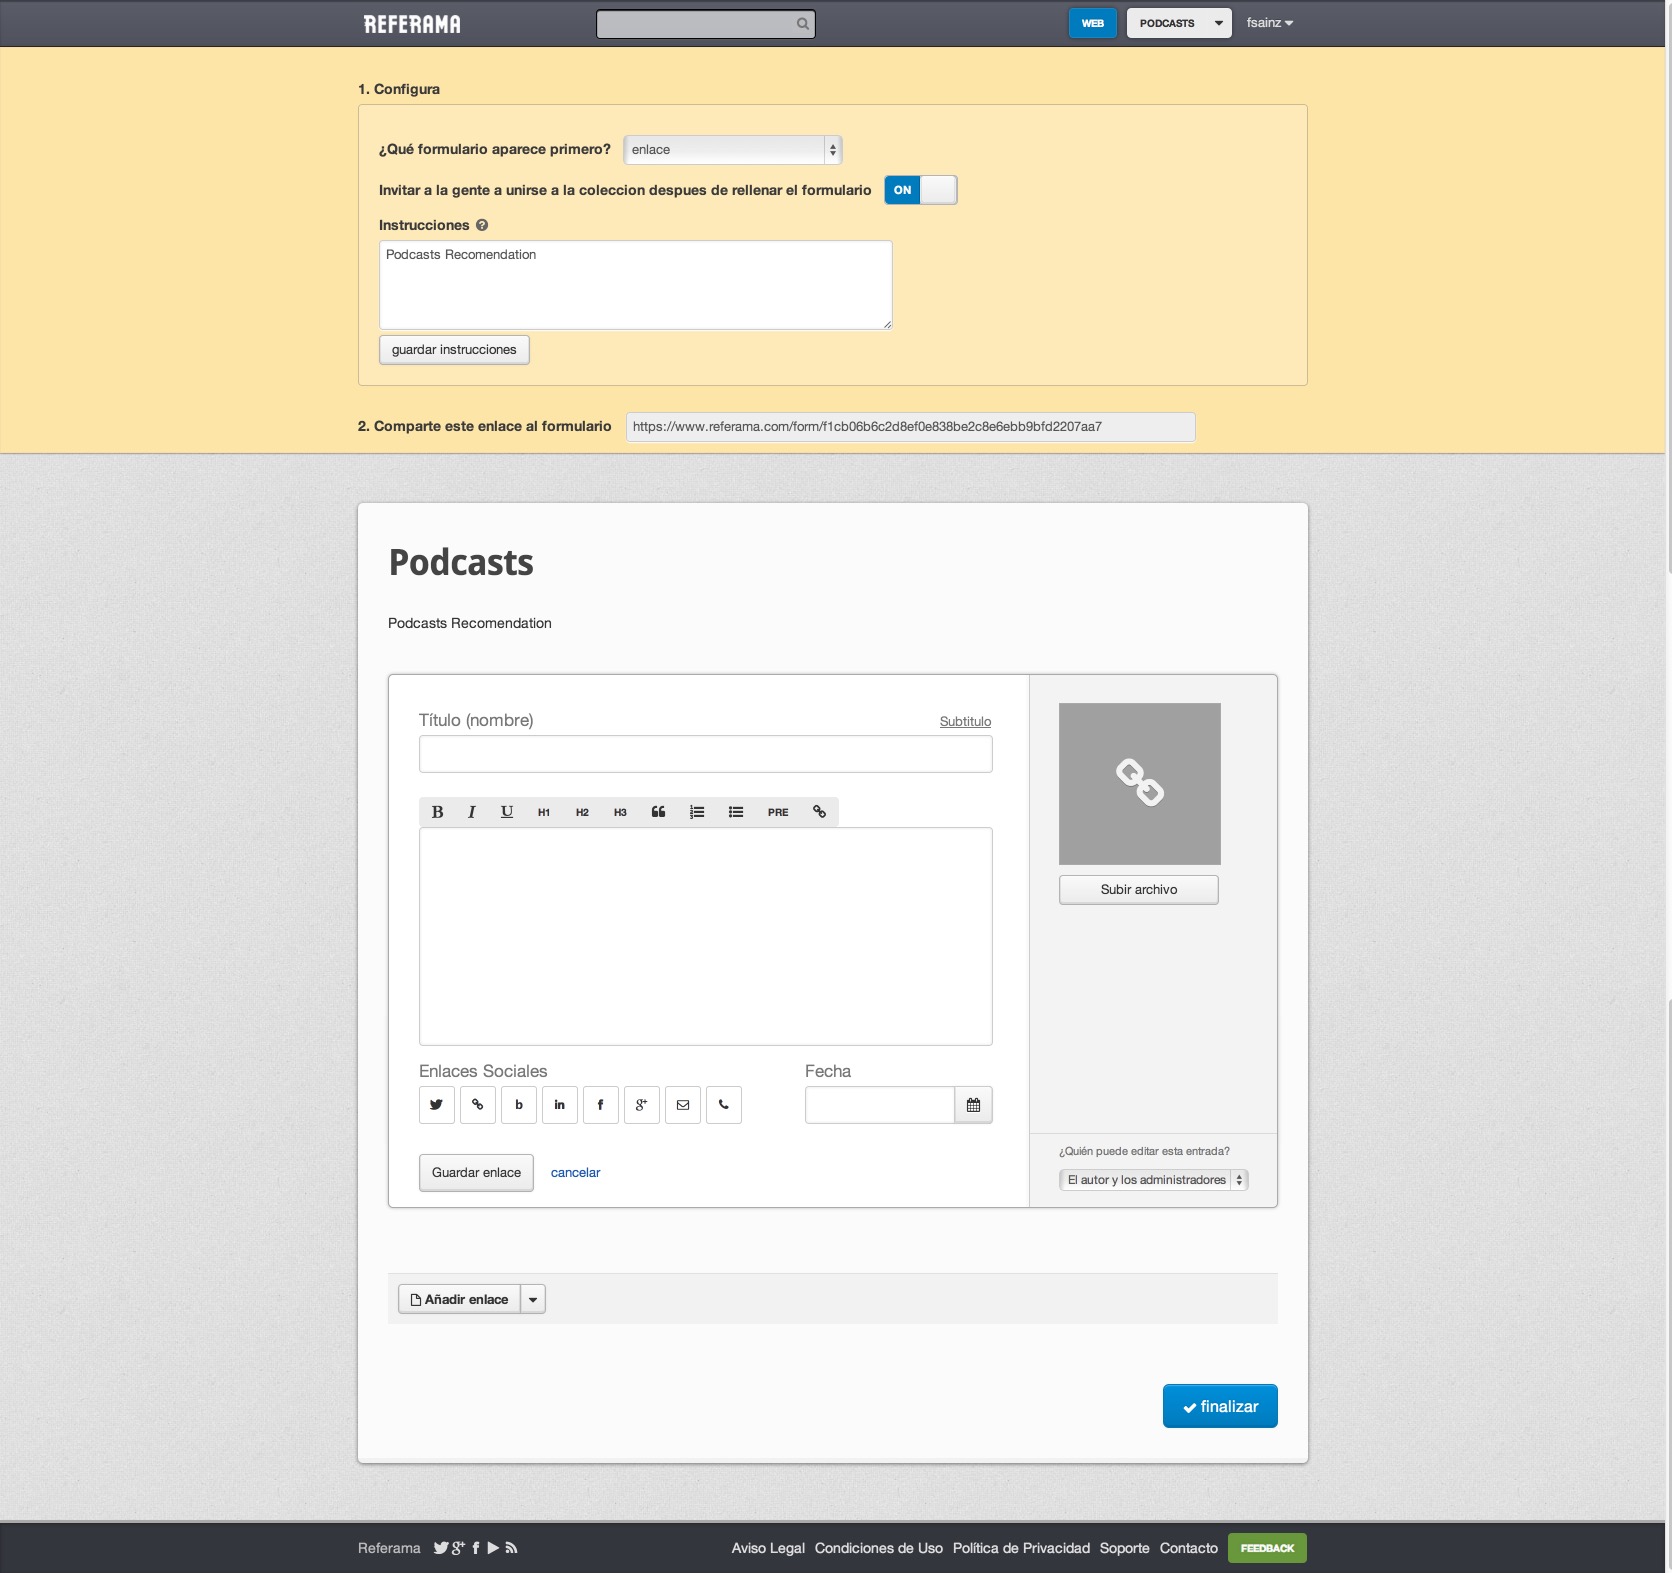 REFERAMA
WEB
PODCASTS
fsainz
1. Configura
¿Qué formulario aparece primero?
enlace
Invitar a la gente a unirse a la coleccion despues de rellenar el formulario
ON
Instrucciones
Podcasts Recomendation
guardar instrucciones
2. Comparte este enlace al formulario
https://www.referama.com/form/f1cb06b6c2d8ef0e838be2c8e6ebb9bfd2207aa7
Podcasts
Podcasts Recomendation
Título (nombre)
Subtitulo
B I U H1 H2 H3 PRE
Subir archivo
Enlaces Sociales
Fecha
b in f g+
Guardar enlace
cancelar
¿Quién puede editar esta entrada?
El autor y los administradores
Añadir enlace
finalizar
Referama
Aviso Legal Condiciones de Uso Política de Privacidad Soporte Contacto FEEDBACK